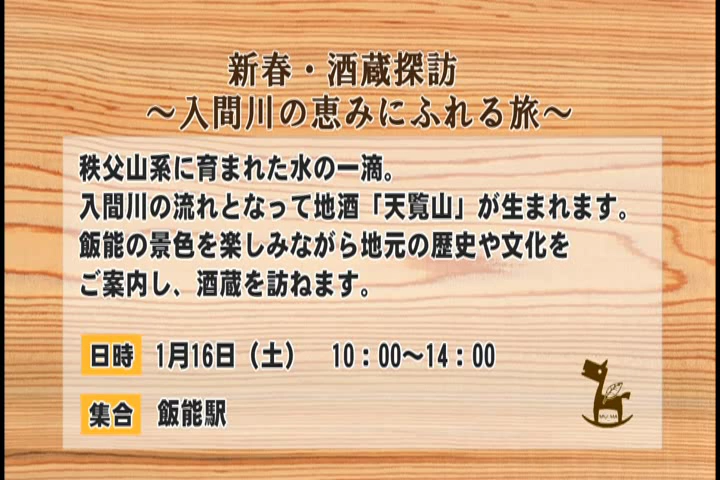 新春・酒蔵探訪
～入間川の恵みにふれる旅～
秩父山系に育まれた水の一滴。
入間川の流れとなって地酒「天覧山」が生まれます。
飯能の景色を楽しみながら地元の歴史や文化を
ご案内し、酒蔵を訪ねます。
日時 1月16日（土） 10：00～14：00
集合 飯能駅